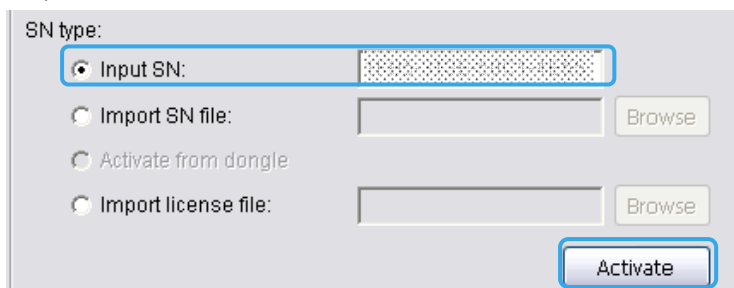 SN type:
Input SN:
Import SN file: Browse
Activate from dongle
Import license file: Browse
Activate